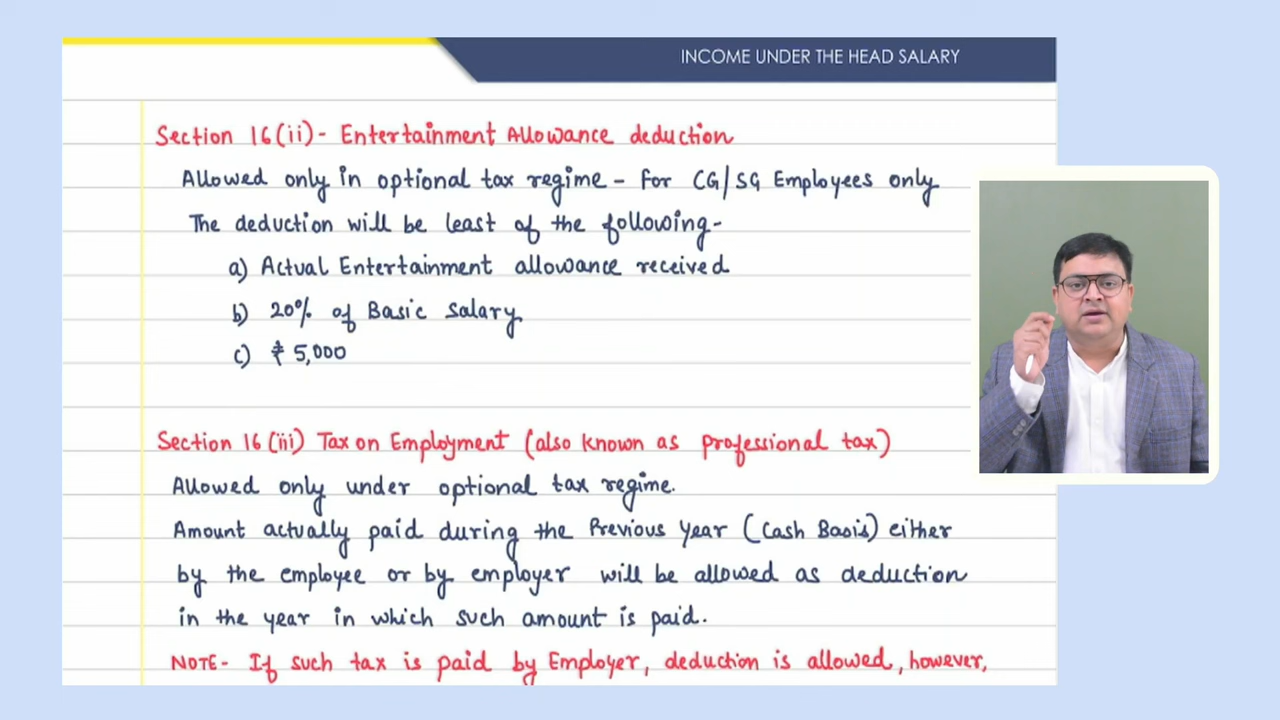 INCOME UNDER THE HEAD SALARY
Section 16(ii)- Entertainment Allowance deduction
Allowed only in optional tax regime - For CG/SG Employees only
The deduction will be least of the following-
a) Actual Entertainment allowance received
b) 20% of Basic Salary
c) ₹ 5,000
Section 16 (iii) Tax on Employment (also known as professional tax)
Allowed only under optional tax regime.
Amount actually paid during the Previous Year (Cash Basis) either
by the employee or by employer will be allowed as deduction
in the year in which such amount is paid.
NOTE- If such tax is paid by Employer, deduction is allowed, however,